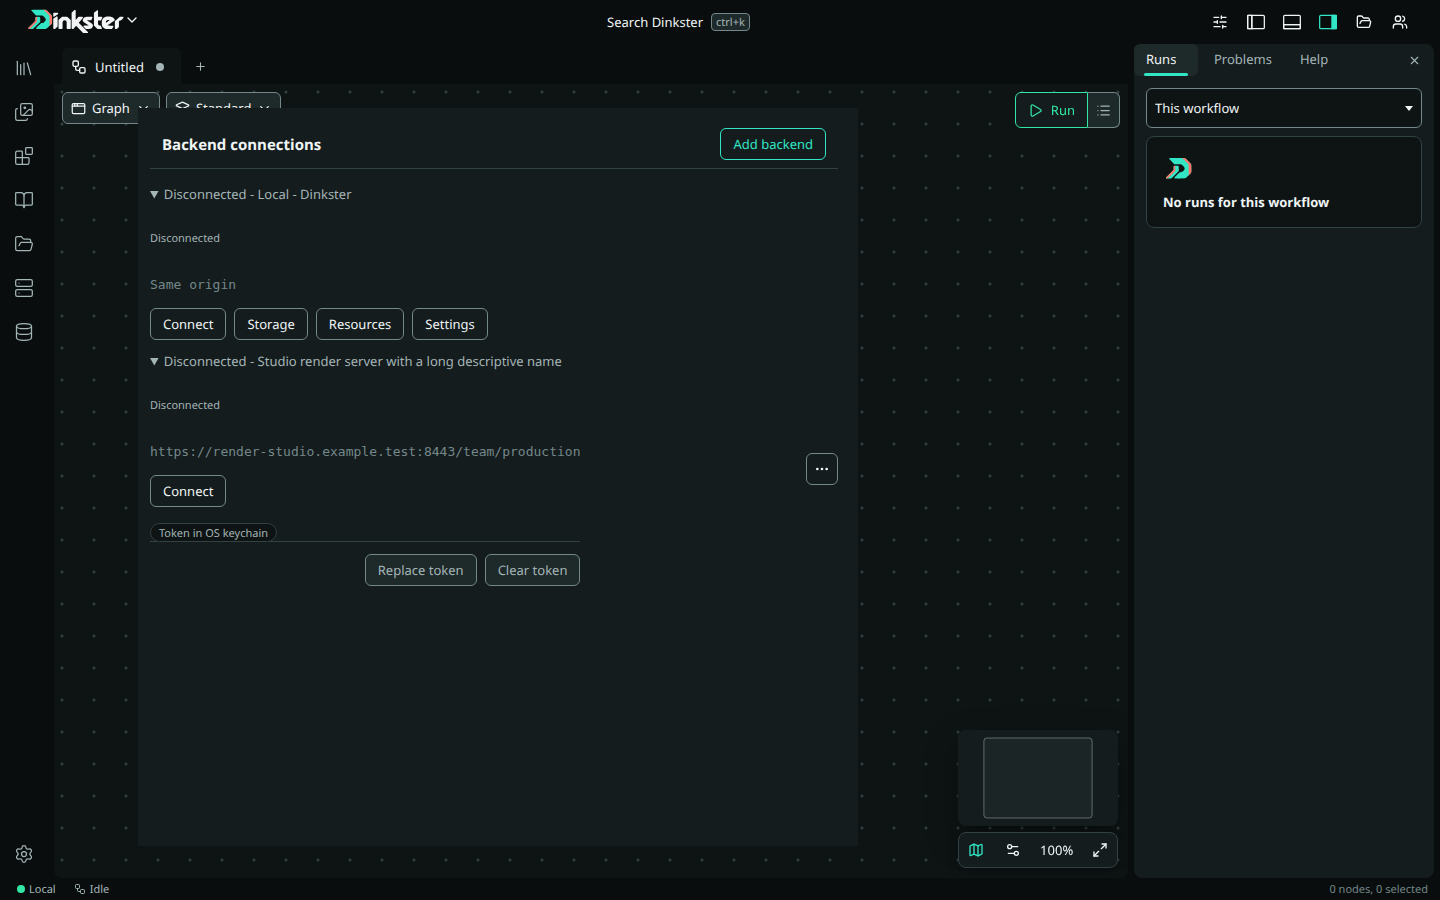 Dinkster
Search Dinkster ctrl+k
Untitled
Graph
Standard
Run
Runs
Problems
Help
This workflow
No runs for this workflow
Backend connections
Add backend
Disconnected - Local - Dinkster
Disconnected
Same origin
Connect
Storage
Resources
Settings
Disconnected - Studio render server with a long descriptive name
Disconnected
https://render-studio.example.test:8443/team/production
Connect
Token in OS keychain
Replace token
Clear token
100%
Local
Idle
0 nodes, 0 selected